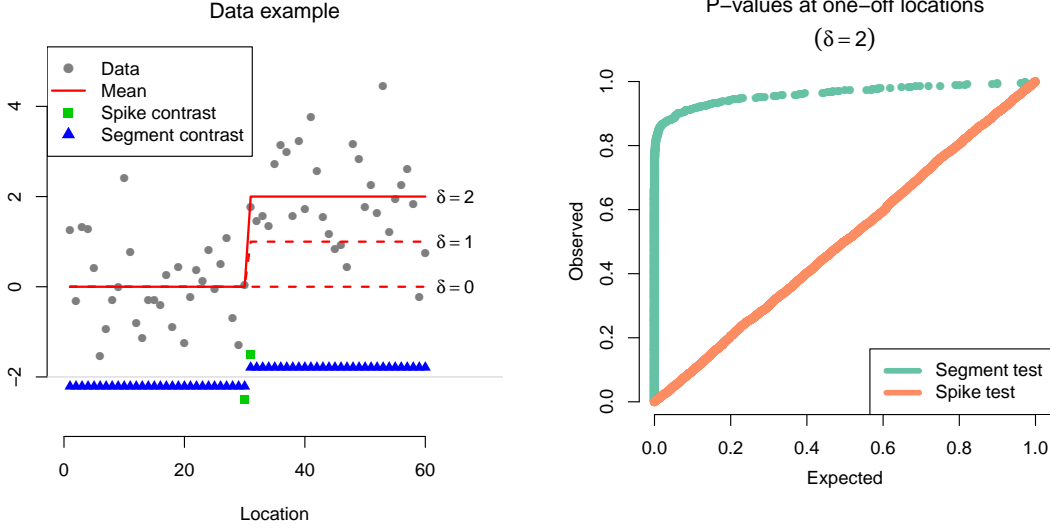 Data example
Data
Mean
Spike contrast
Segment contrast
4
2
0
−2
δ = 2
δ = 1
δ = 0
0
20
40
60
Location
P−values at one−off locations
(δ = 2)
1.0
0.8
0.6
0.4
0.2
0.0
Observed
Segment test
Spike test
0.0
0.2
0.4
0.6
0.8
1.0
Expected